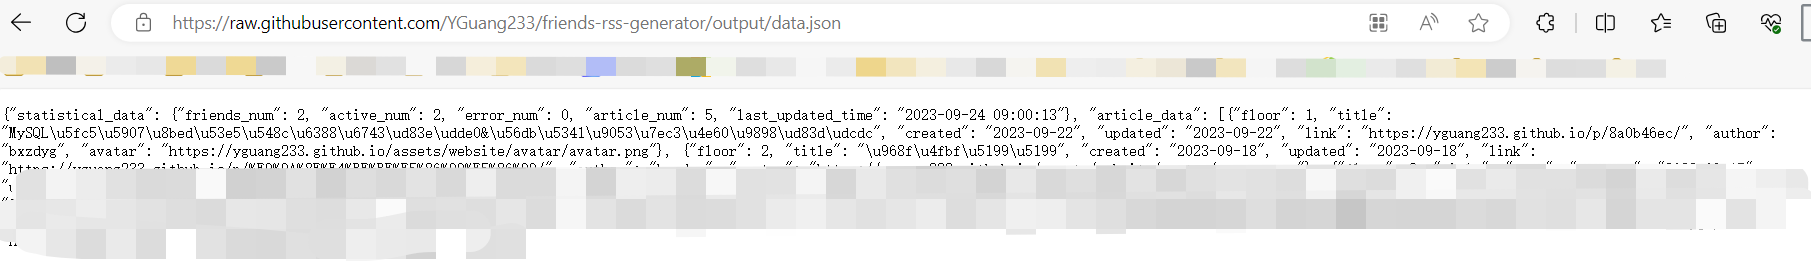 https://raw.githubusercontent.com/YGuang233/friends-rss-generator/output/data.json
{"statistical_data": {"friends_num": 2, "active_num": 2, "error_num": 0, "article_num": 5, "last_updated_time": "2023-09-24 09:00:13"}, "article_data": [{"floor": 1, "title":
"MySQL\u5fc5\u5907\u8bed\u53e5\u548c\u6388\u6743\ud83e\udde0&\u56db\u5341\u9053\u7ec3\u4e60\u9898\ud83d\udcdc", "created": "2023-09-22", "updated": "2023-09-22", "link": "https://yguang233.github.io/p/8a0b46ec/", "author":
"bxzdyg", "avatar": "https://yguang233.github.io/assets/website/avatar/avatar.png"}, {"floor": 2, "title": "\u968f\u4fbf\u5199\u5199", "created": "2023-09-18", "updated": "2023-09-18", "link":